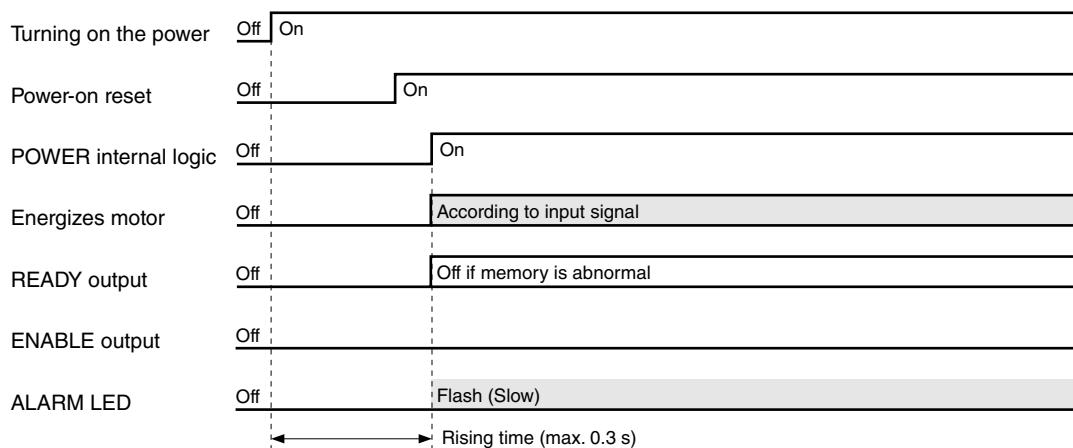 Turning on the power Off On
Power-on reset Off On
POWER internal logic Off On
Energizes motor Off According to input signal
READY output Off Off if memory is abnormal
ENABLE output Off
ALARM LED Off Flash (Slow)
Rising time (max. 0.3 s)